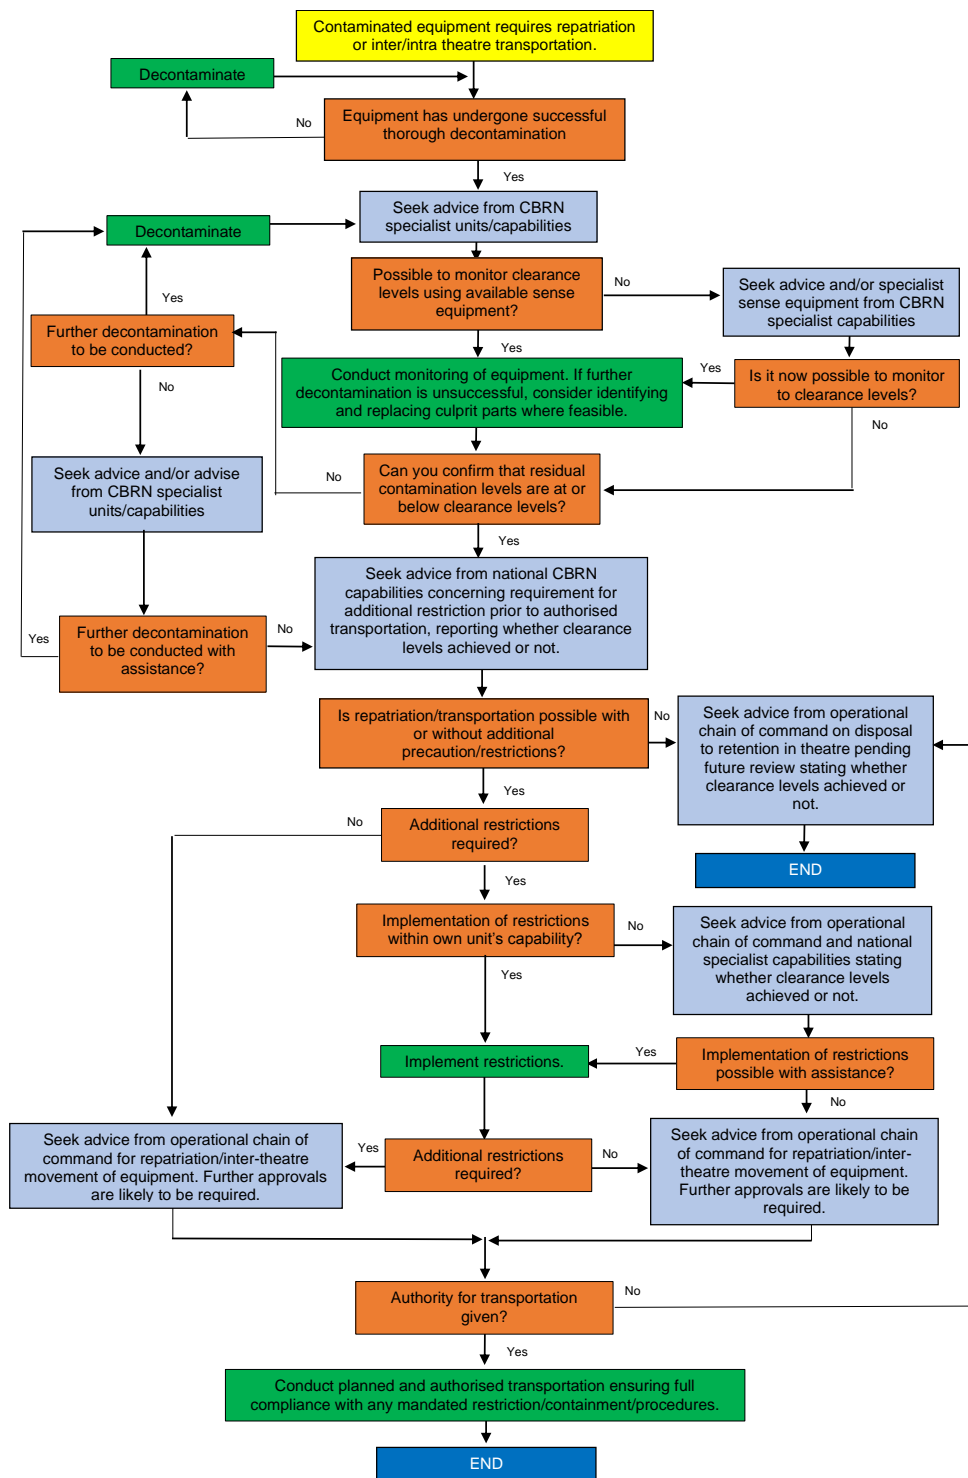 Contaminated equipment requires repatriation
or inter/intra theatre transportation.
Decontaminate
No
Equipment has undergone successful
thorough decontamination
Yes
Seek advice from CBRN
specialist units/capabilities
Decontaminate
Possible to monitor clearance
levels using available sense
equipment?
No
Seek advice and/or specialist
sense equipment from CBRN
specialist capabilities
Yes
Further decontamination
to be conducted?
Yes
Conduct monitoring of equipment. If further
decontamination is unsuccessful, consider identifying
and replacing culprit parts where feasible.
Yes
Is it now possible to monitor
to clearance levels?
No
No
Seek advice and/or advise
from CBRN specialist
units/capabilities
No
Can you confirm that residual
contamination levels are at or
below clearance levels?
Yes
Seek advice from national CBRN
capabilities concerning requirement for
additional restriction prior to authorised
transportation, reporting whether clearance
levels achieved or not.
Yes
Further decontamination
to be conducted with
assistance?
No
Is repatriation/transportation possible with
or without additional
precaution/restrictions?
No
Seek advice from operational
chain of command on disposal
to retention in theatre pending
future review stating whether
clearance levels achieved or
not.
Yes
No
Additional restrictions
required?
END
Yes
Implementation of restrictions
within own unit's capability?
No
Seek advice from operational
chain of command and national
specialist capabilities stating
whether clearance levels
achieved or not.
Yes
Implement restrictions.
Yes
Implementation of restrictions
possible with assistance?
No
Seek advice from operational chain of
command for repatriation/inter-theatre
movement of equipment. Further approvals
are likely to be required.
Yes
Additional restrictions
required?
No
Seek advice from operational chain
of command for repatriation/inter-
theatre movement of equipment.
Further approvals are likely to be
required.
Authority for transportation
given?
No
Yes
Conduct planned and authorised transportation ensuring full
compliance with any mandated restriction/containment/procedures.
END